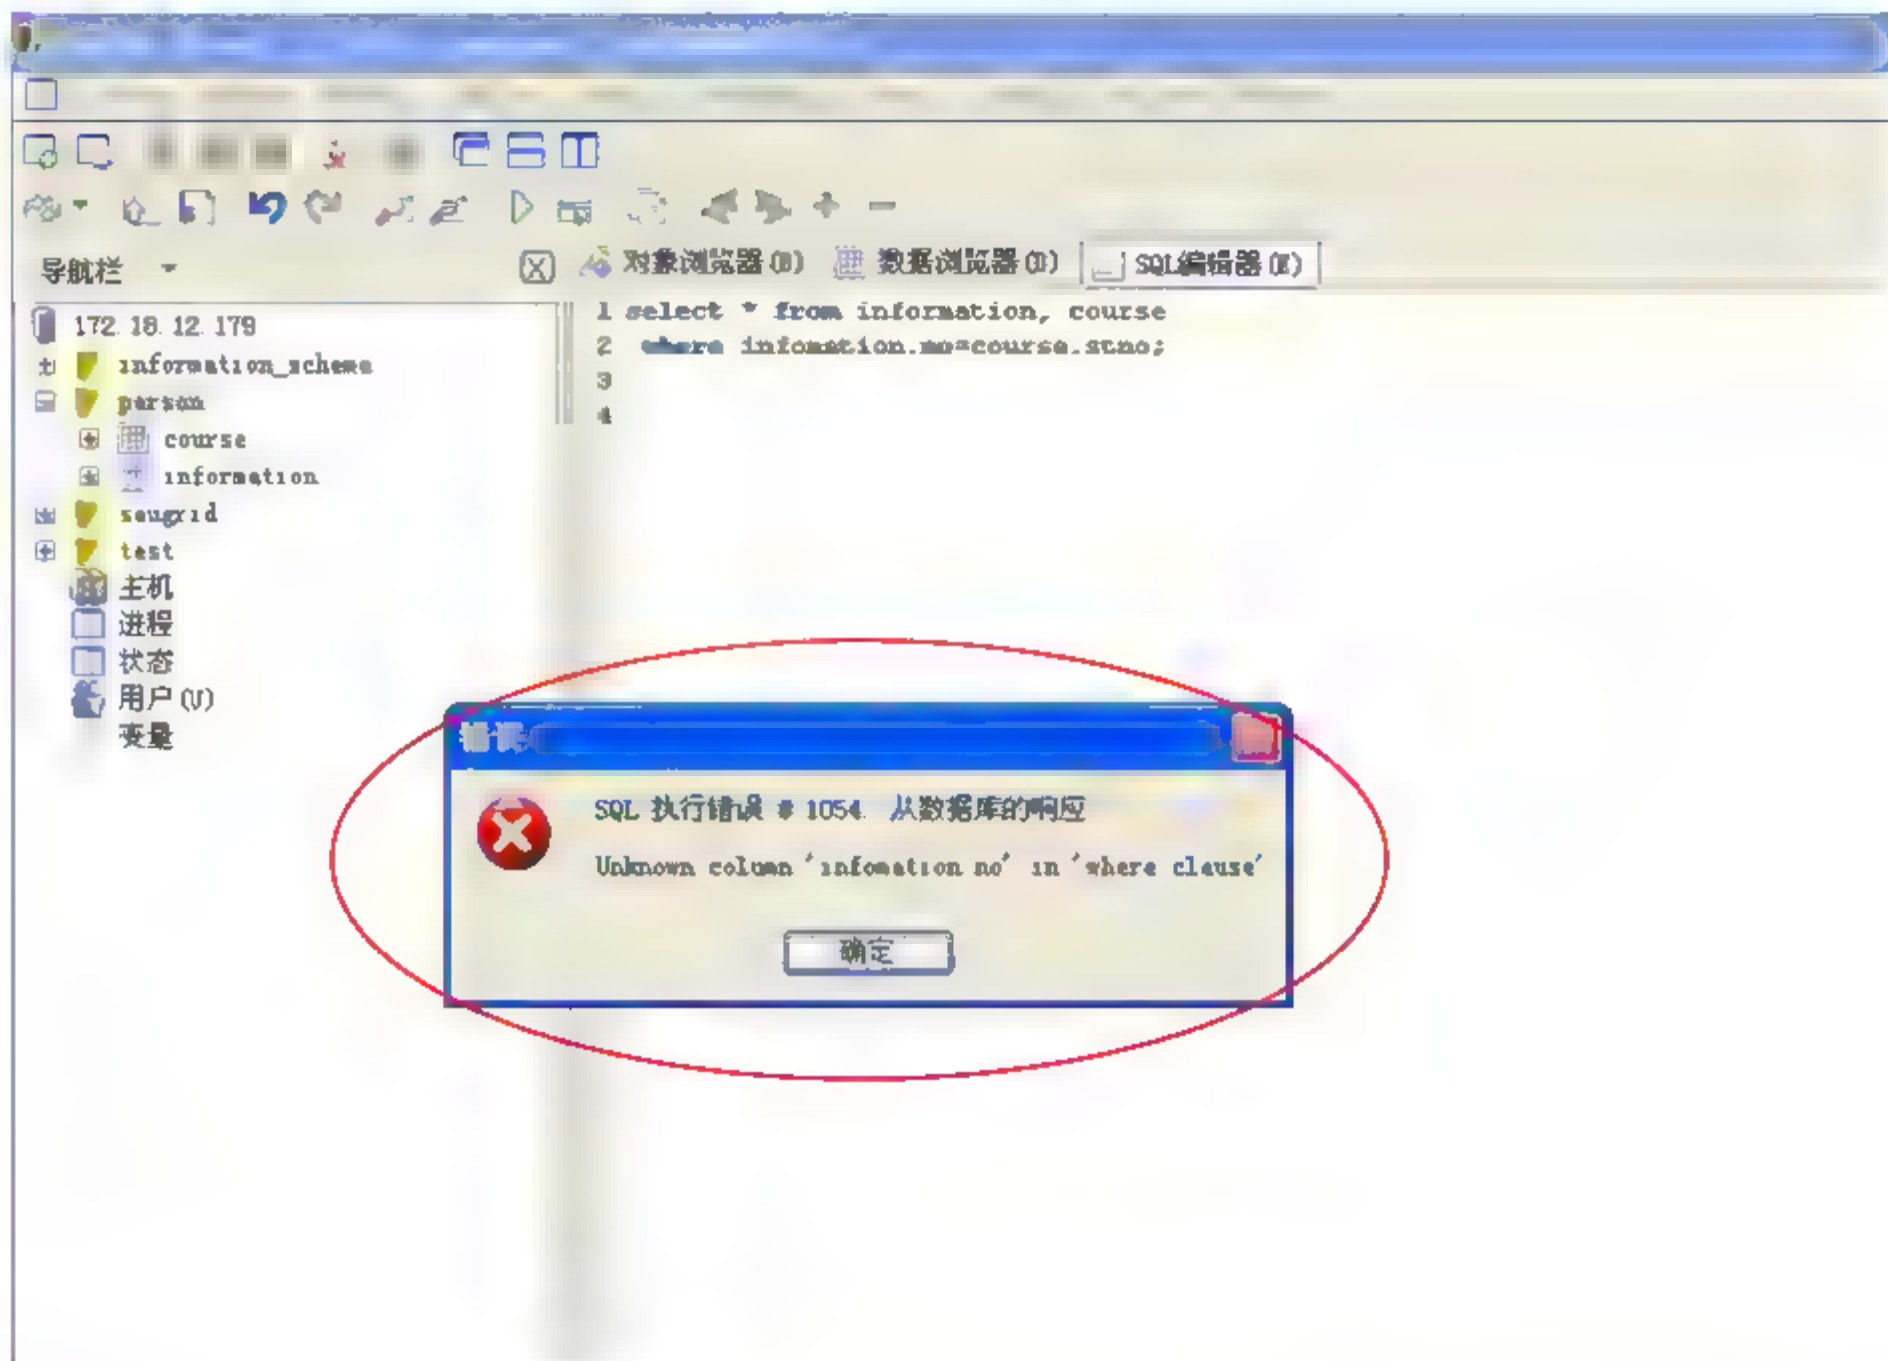 导航栏
对象浏览器(B) 数据浏览器(D) SQL编辑器(E)
172.18.12.179
information_schema
person
course
information
seugrid
test
主机
进程
状态
用户(U)
变量
1 select * from information, course
2 where infomation.no=course.stno;
3
4
错误
SQL 执行错误 # 1054. 从数据库的响应
Unknown column 'infomation.no' in 'where clause'
确定